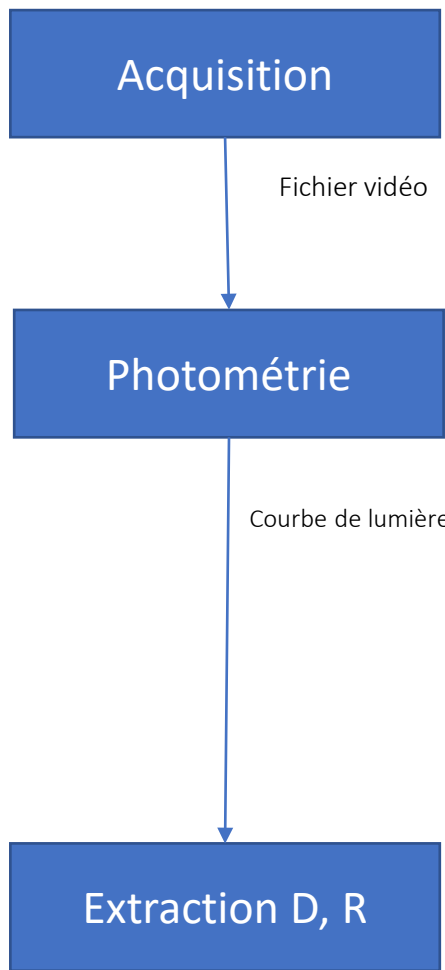 Acquisition
Fichier vidéo
Photométrie
Courbe de lumière
Extraction D, R